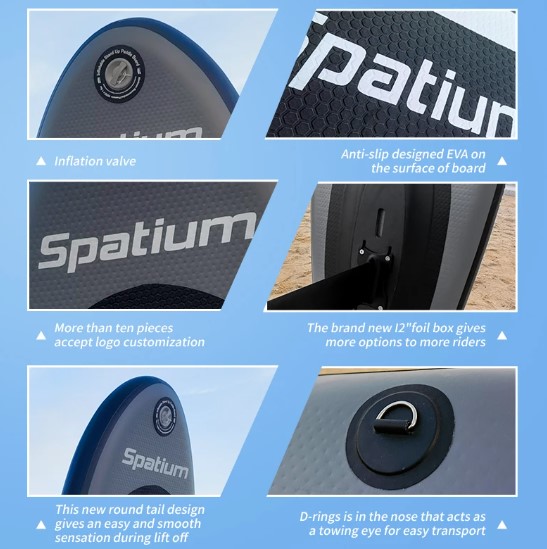 Spatium
Spatium
Inflation valve
Anti-slip designed EVA on
the surface of board
Spatium
More than ten pieces
accept logo customization
The brand new l2"foil box gives
more options to more riders
Spatium
This new round tail design
gives an easy and smooth
sensation during lift off
D-rings is in the nose that acts as
a towing eye for easy transport